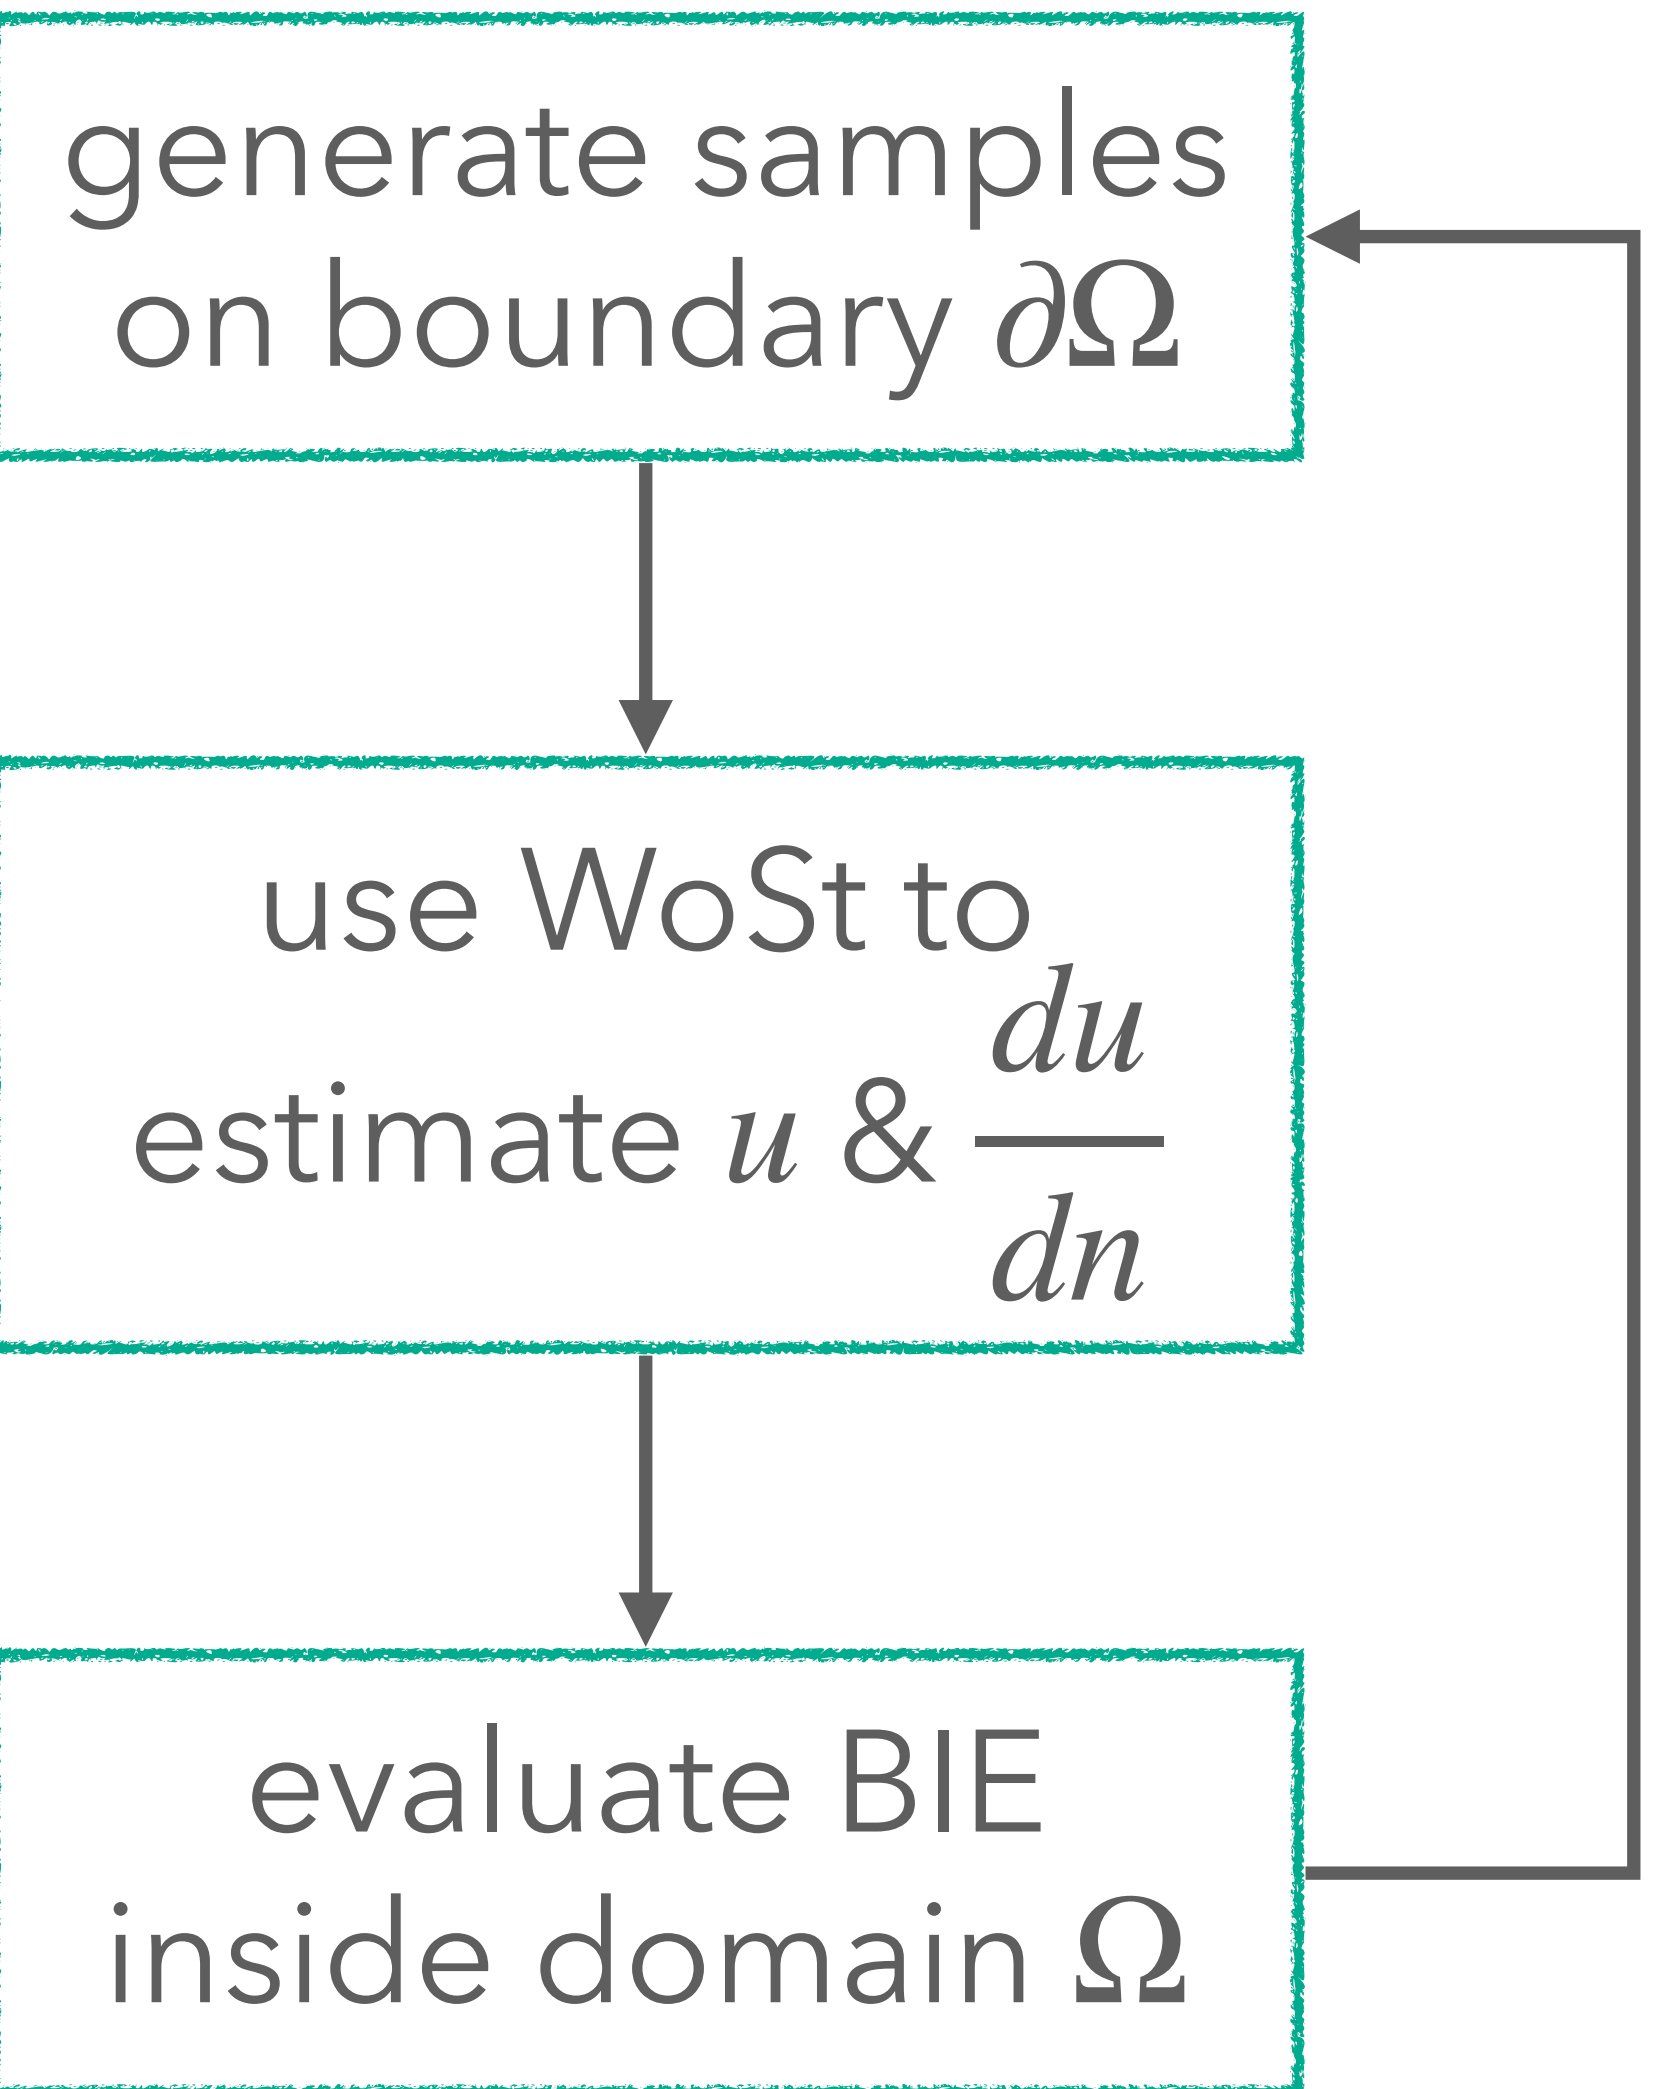 generate samples
on boundary ∂Ω
use WoSt to
estimate u & du/dn
evaluate BIE
inside domain Ω